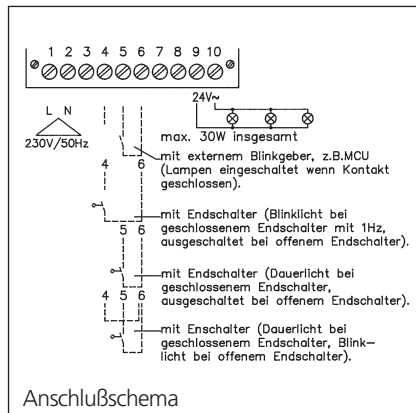 1 2 3 4 5 6 7 8 9 10
24V~
L N
230V/50Hz
max. 30W insgesamt
mit externem Blinkgeber, z.B.MCU
4 6
(Lampen eingeschaltet wenn Kontakt
geschlossen).
mit Endschalter (Blinklicht bei
geschlossenem Endschalter mit 1Hz,
5 6
ausgeschaltet bei offenem Endschalter).
mit Endschalter (Dauerlicht bei
geschlossenem Endschalter,
4 5 6
ausgeschaltet bei offenem Endschalter).
mit Enschalter (Dauerlicht bei
geschlossenem Endschalter, Blink-
licht bei offenem Endschalter).
Anschlußschema